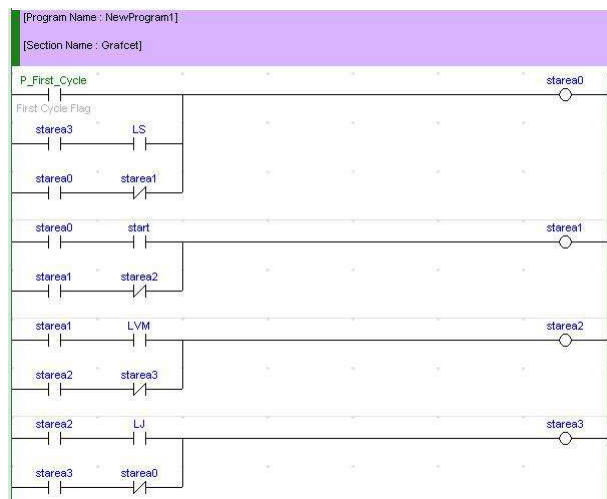 [Program Name : NewProgram1]
[Section Name : Grafcet]
P_First_Cycle starea0
First Cycle Flag
starea3 LS
starea0 starea1
starea0 start starea1
starea1 starea2
starea1 LVM starea2
starea2 starea3
starea2 LJ starea3
starea3 starea0